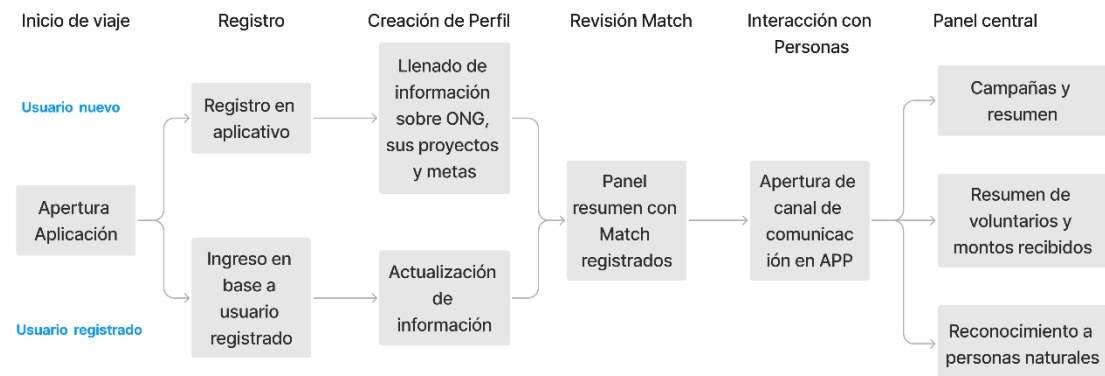 Inicio de viaje
Registro
Creación de Perfil
Revisión Match
Interacción con
Personas
Panel central
Usuario nuevo
Usuario registrado
Apertura
Aplicación
Registro en
aplicativo
Ingreso en
base a
usuario
registrado
Llenado de
información
sobre ONG,
sus proyectos
y metas
Actualización
de
información
Panel
resumen con
Match
registrados
Apertura de
canal de
comunicac
ión en APP
Campañas y
resumen
Resumen de
voluntarios y
montos recibidos
Reconocimiento a
personas naturales